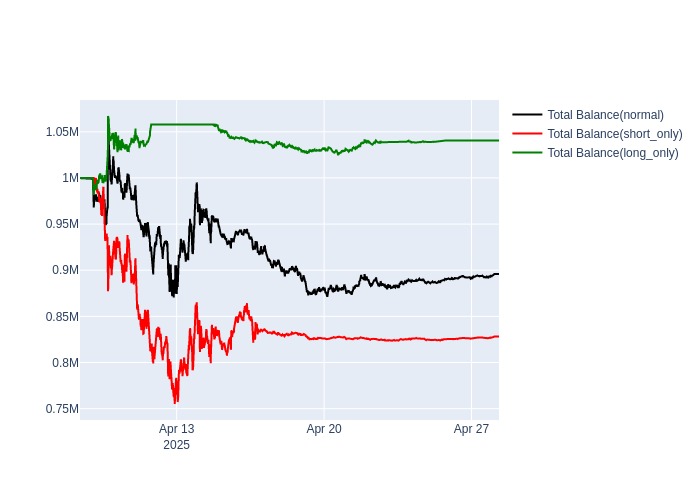 1.05M
1M
0.95M
0.9M
0.85M
0.8M
0.75M
Apr 13
2025
Apr 20
Apr 27
Total Balance(normal)
Total Balance(short_only)
Total Balance(long_only)